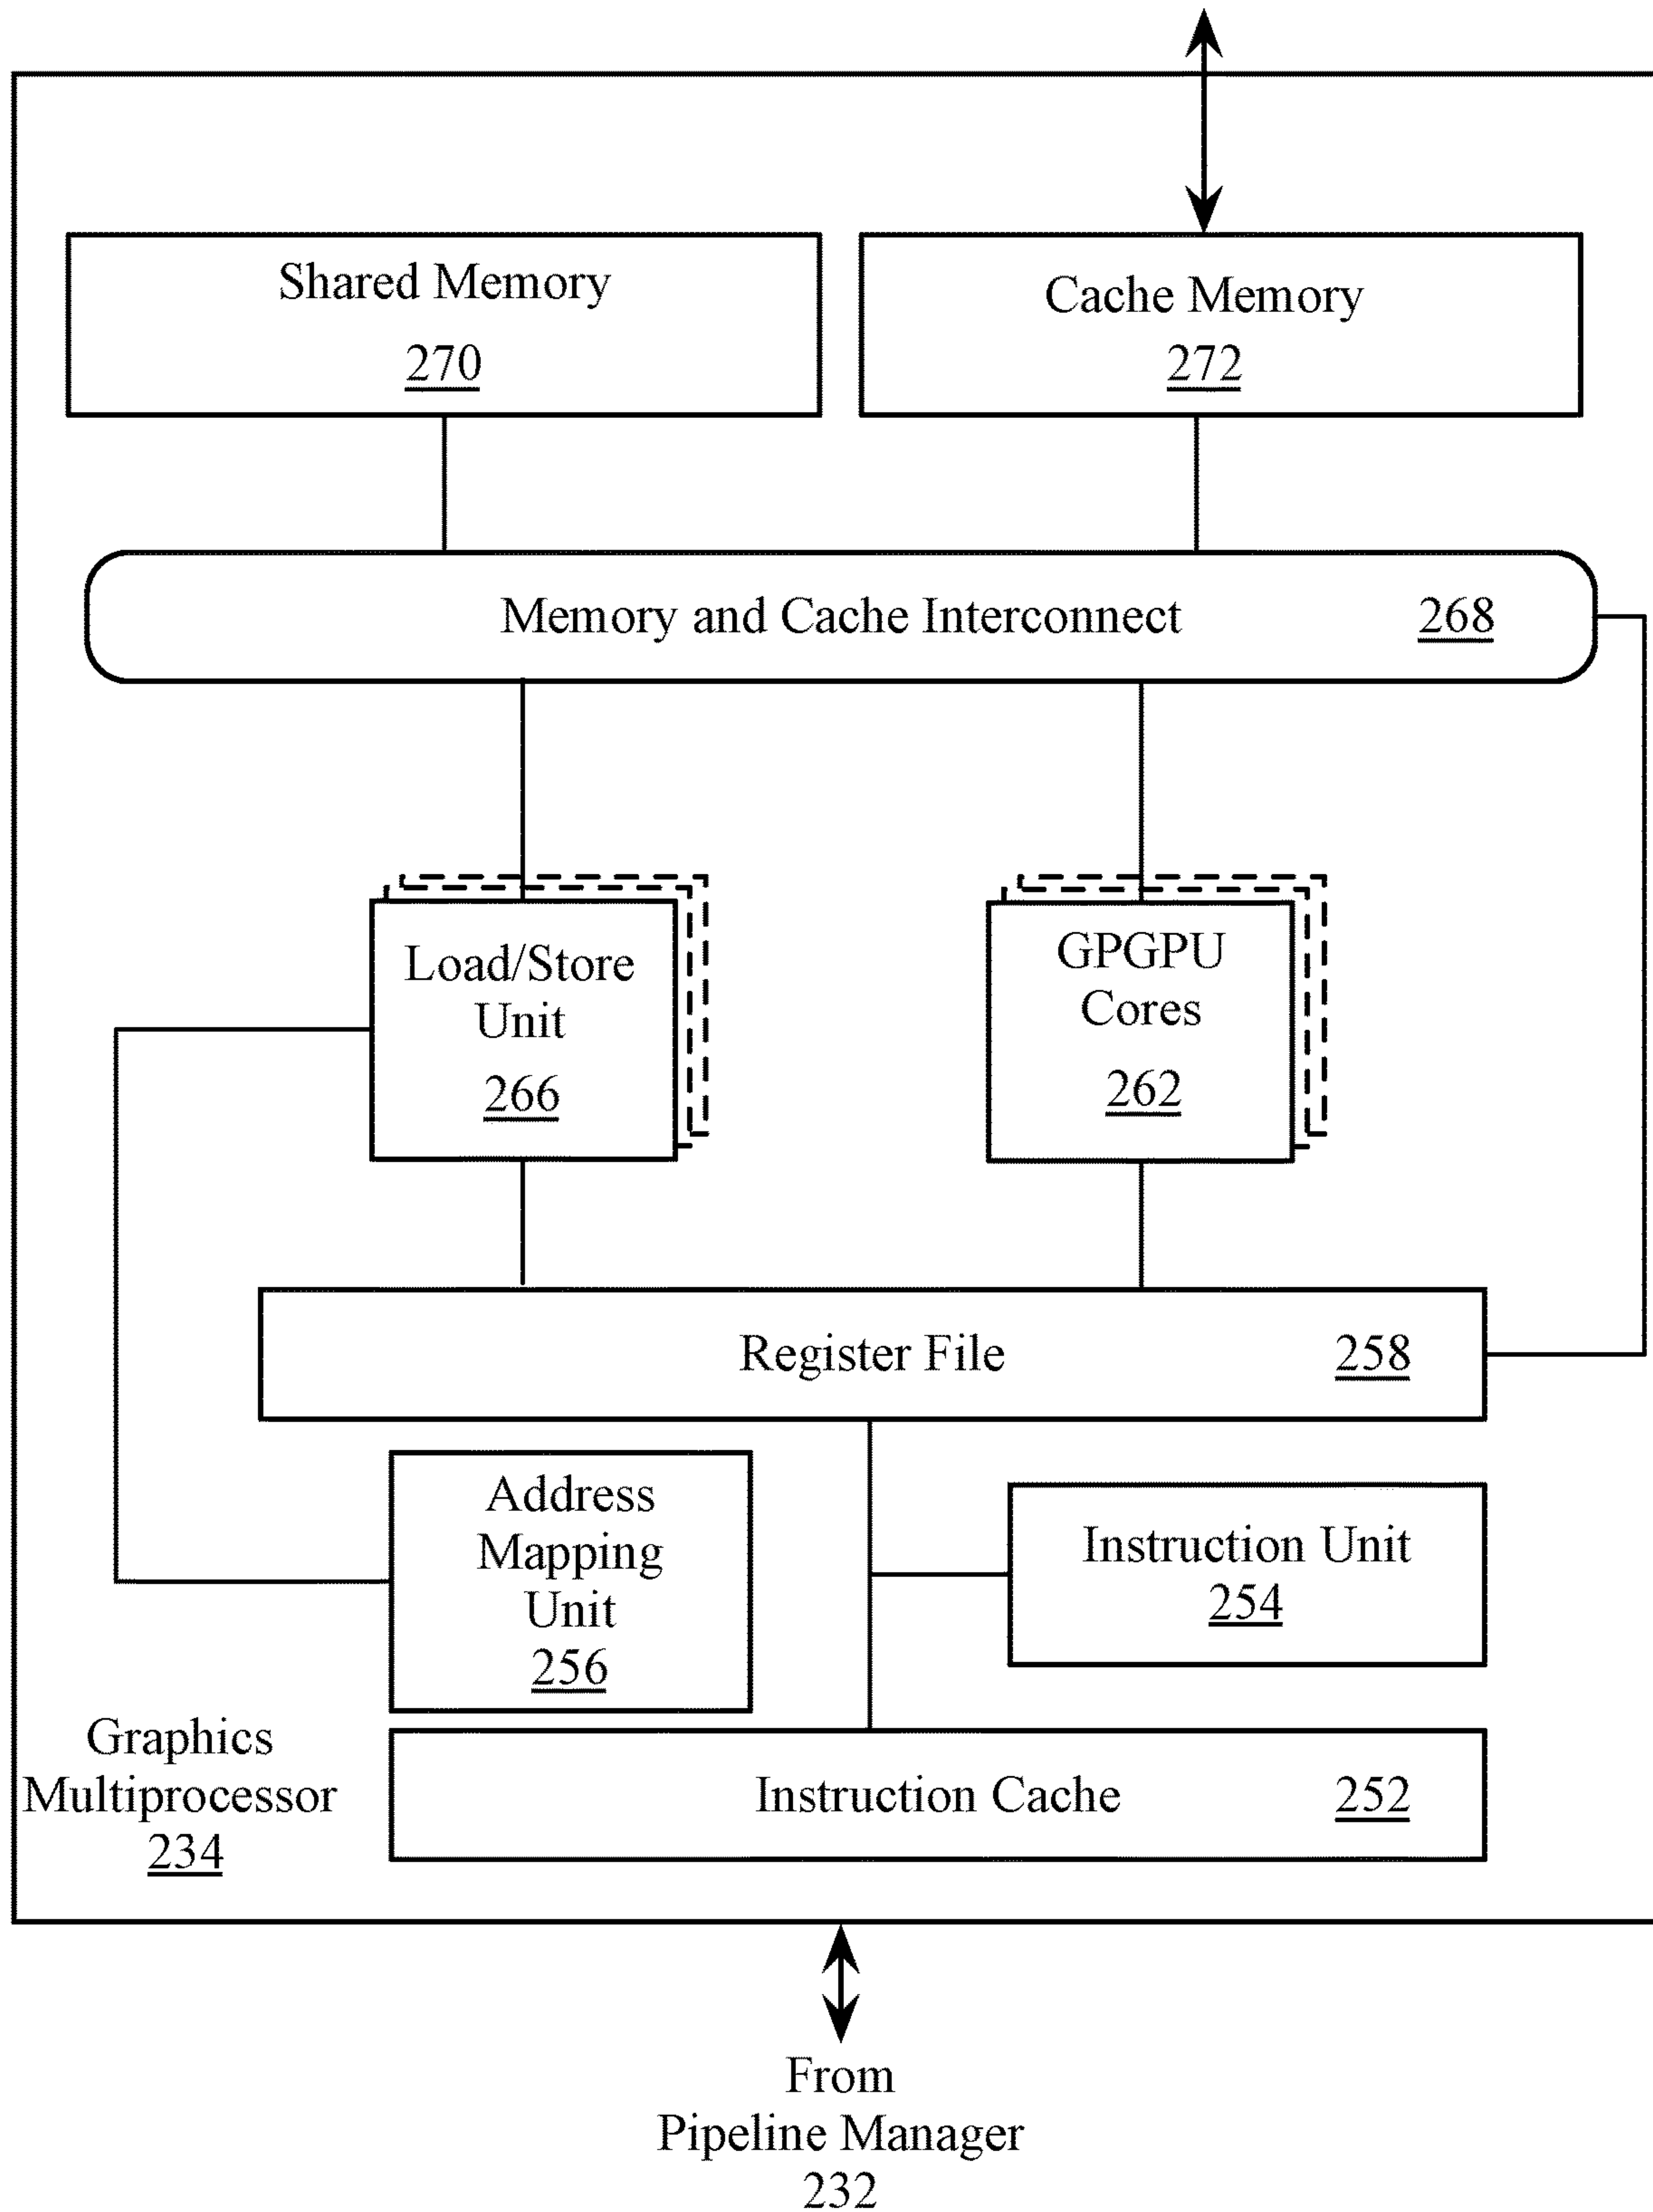 Shared Memory
270
Cache Memory
272
Memory and Cache Interconnect 268
Load/Store
Unit
266
GPGPU
Cores
262
Register File 258
Address
Mapping
Unit
256
Instruction Unit
254
Graphics
Multiprocessor
234
Instruction Cache 252
From
Pipeline Manager
232